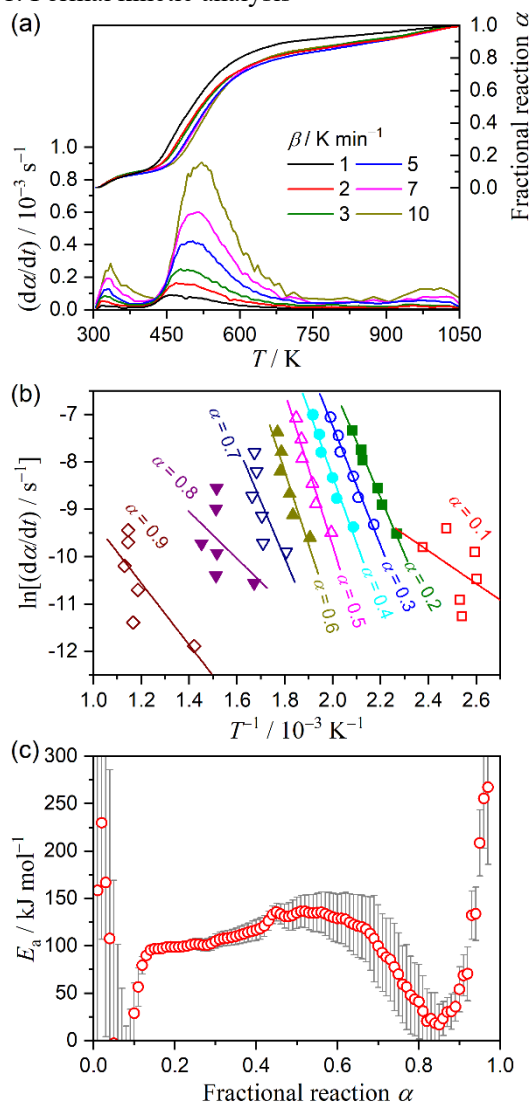 (a)
1.0
0.8
0.6
0.4
0.2
0.0
Fractional reaction α
β / K min⁻¹
1 5
2 7
3 10
1.0
0.8
0.6
0.4
0.2
0.0
(dα/dt) / 10⁻³ s⁻¹
300 450 600 750 900 1050
T / K
(b)
-7
-8
-9
-10
-11
-12
ln[(dα/dt) / s⁻¹]
α = 0.9
α = 0.8
α = 0.7
α = 0.6
α = 0.5
α = 0.4
α = 0.3
α = 0.2
α = 0.1
1.0 1.2 1.4 1.6 1.8 2.0 2.2 2.4 2.6
T⁻¹ / 10⁻³ K⁻¹
(c)
300
250
200
150
100
50
0
Eₐ / kJ mol⁻¹
0.0 0.2 0.4 0.6 0.8 1.0
Fractional reaction α